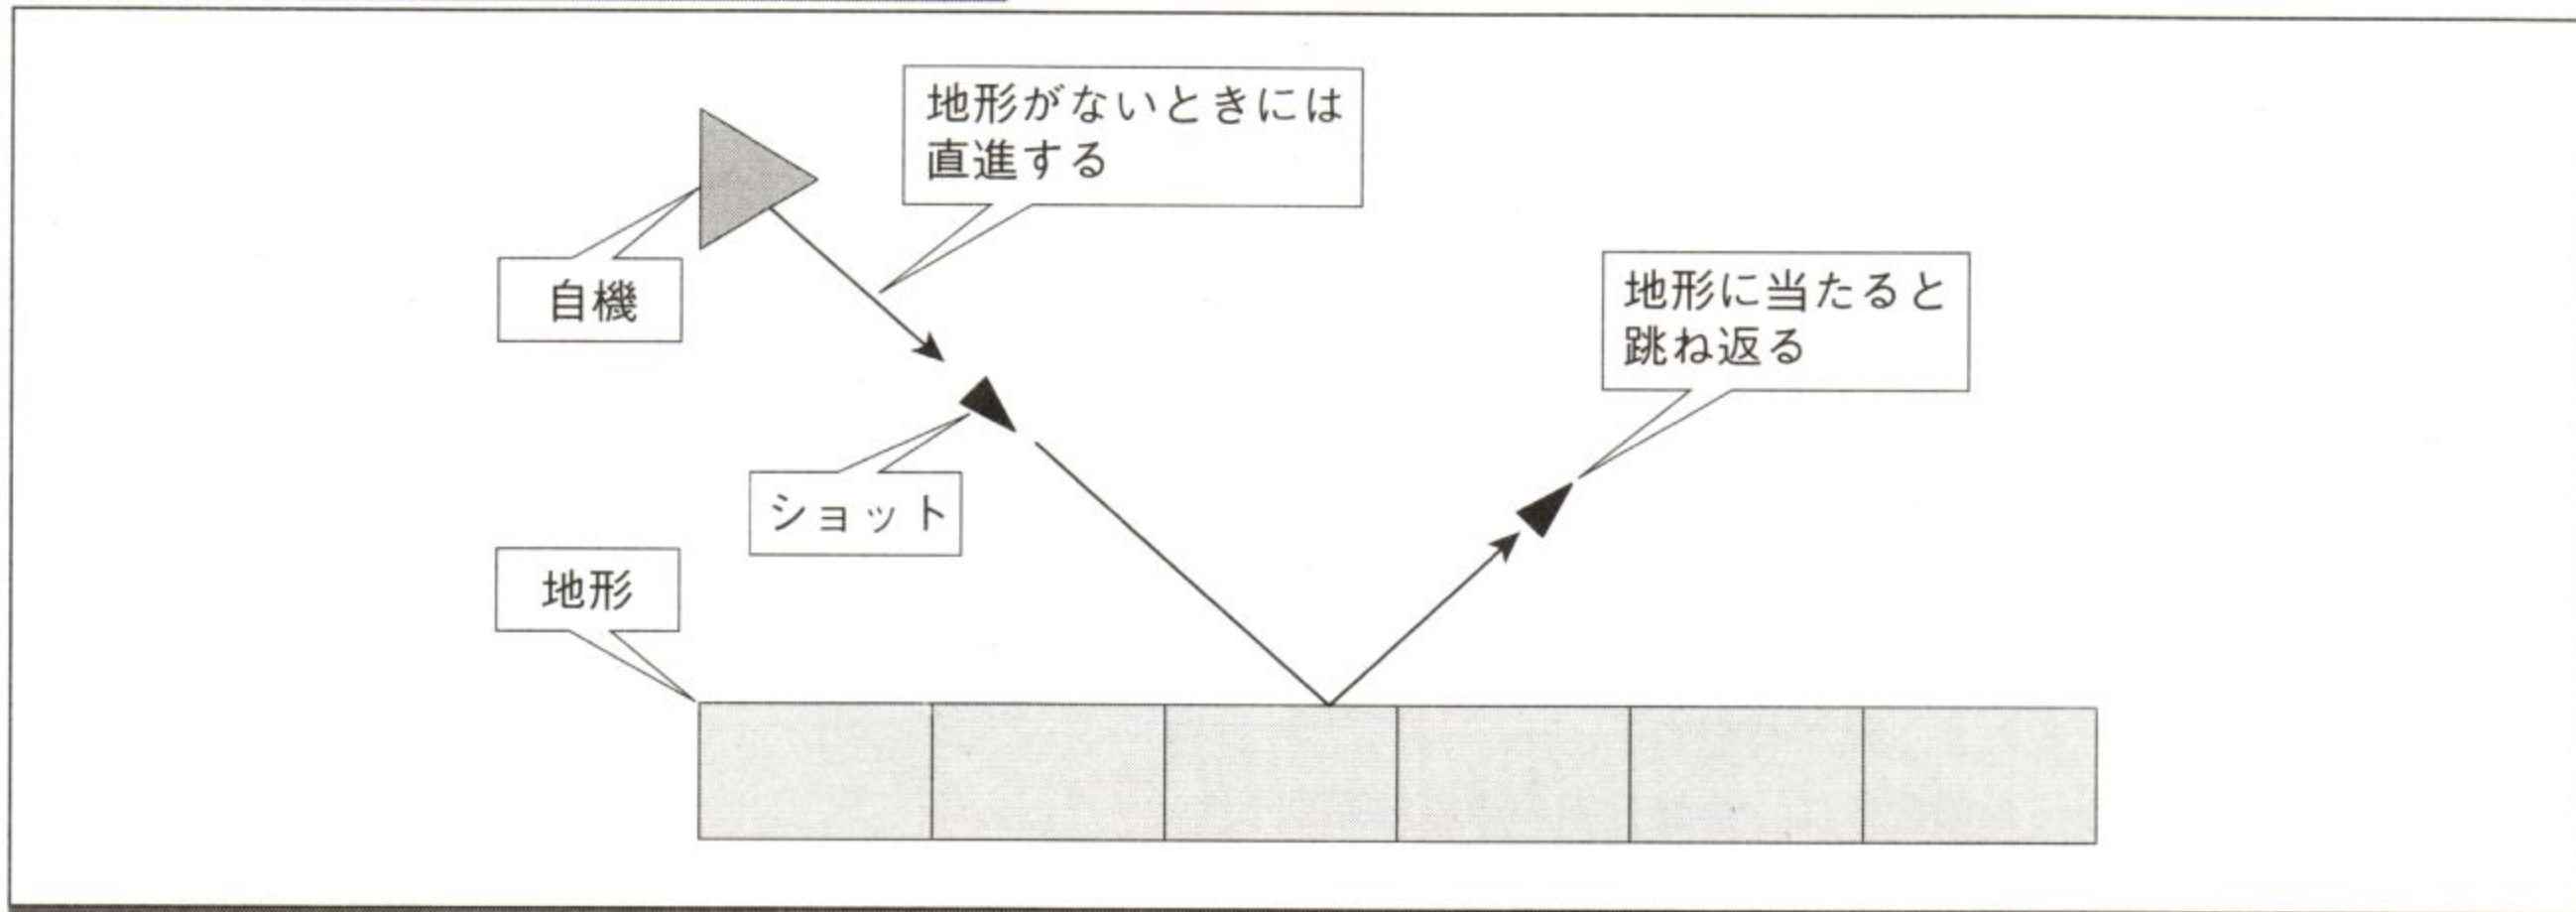 地形がないときには
直進する
自機
地形に当たると
跳ね返る
ショット
地形